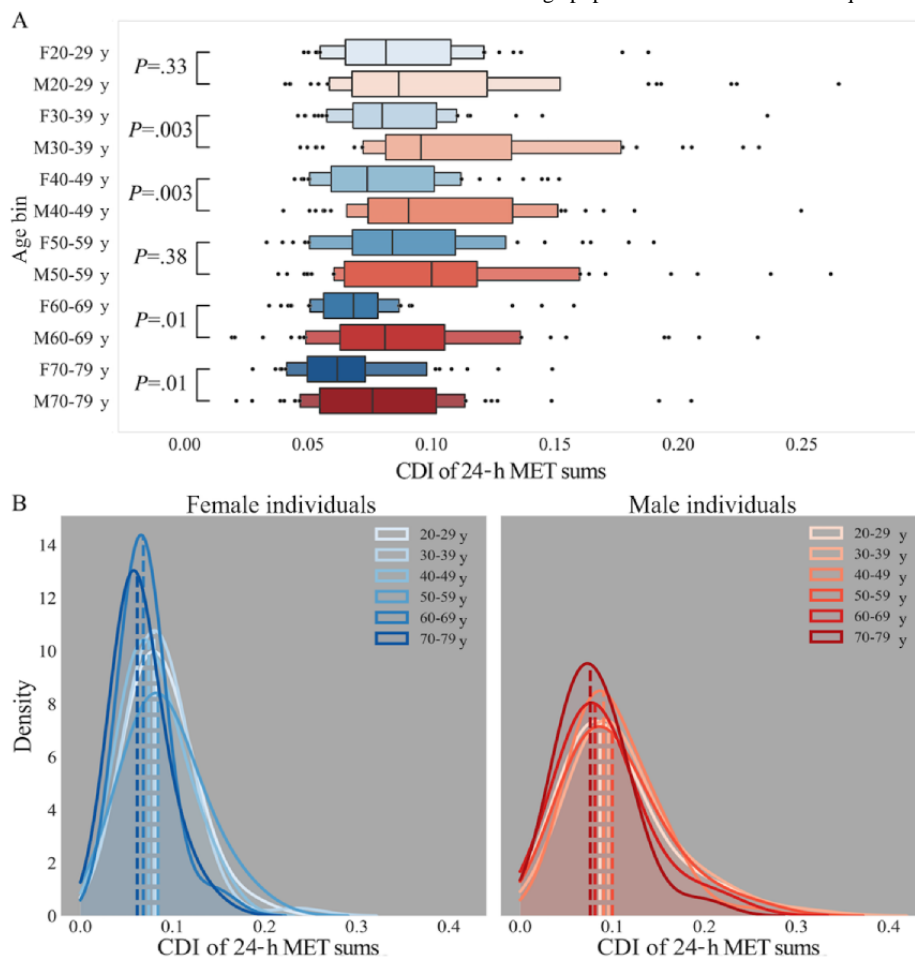 A
Age bin
F20-29 y
M20-29 y
P=.33
F30-39 y
M30-39 y
P=.003
F40-49 y
M40-49 y
P=.003
F50-59 y
M50-59 y
P=.38
F60-69 y
M60-69 y
P=.01
F70-79 y
M70-79 y
P=.01
0.00 0.05 0.10 0.15 0.20 0.25
CDI of 24-h MET sums
B
Female individuals
Density
14
12
10
8
6
4
2
0
20-29 y
30-39 y
40-49 y
50-59 y
60-69 y
70-79 y
0.0 0.1 0.2 0.3 0.4
CDI of 24-h MET sums
Male individuals
20-29 y
30-39 y
40-49 y
50-59 y
60-69 y
70-79 y
0.0 0.1 0.2 0.3 0.4
CDI of 24-h MET sums